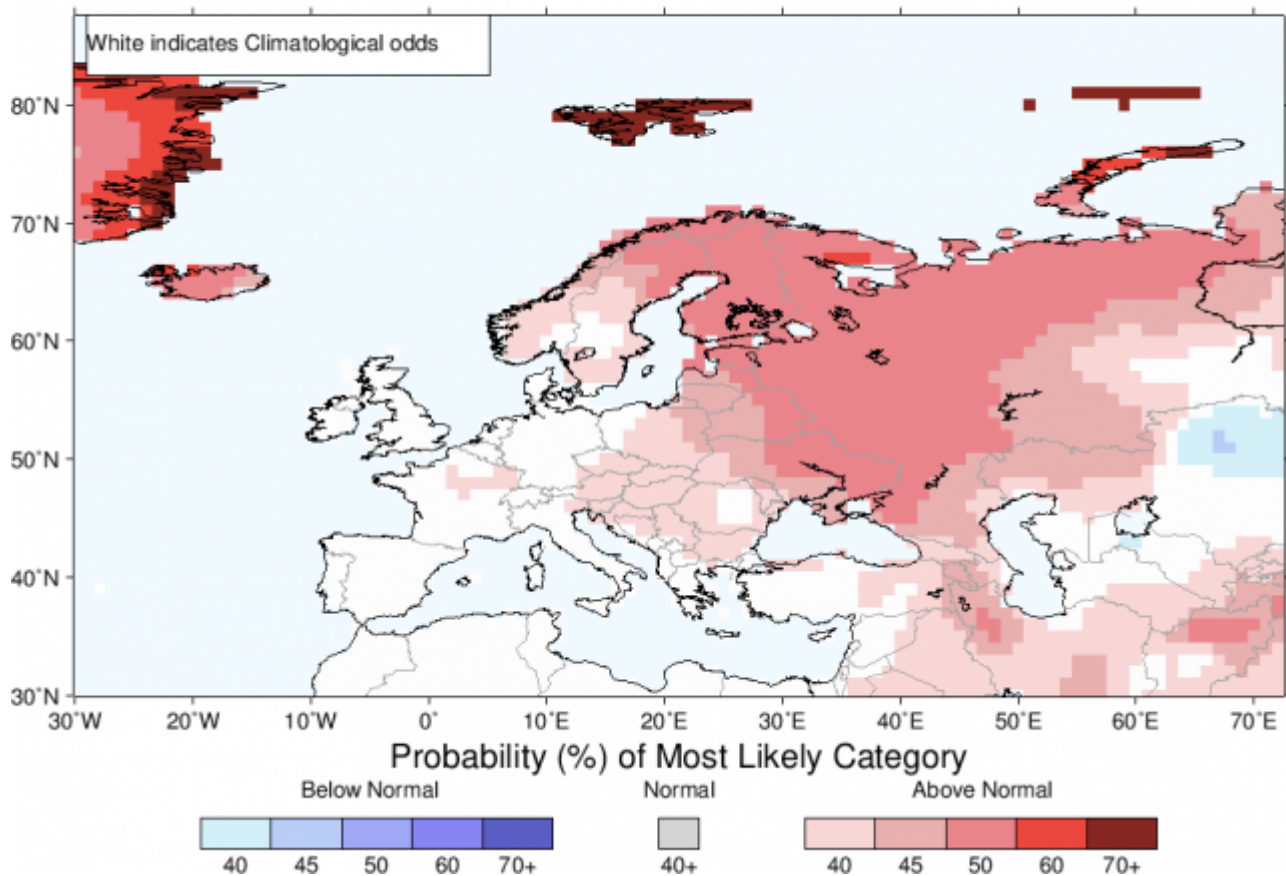 White indicates Climatological odds
80°N
70°N
60°N
50°N
40°N
30°N
30°W 20°W 10°W 0° 10°E 20°E 30°E 40°E 50°E 60°E 70°E
Probability (%) of Most Likely Category
Below Normal Normal Above Normal
40 45 50 60 70+ 40+ 40 45 50 60 70+